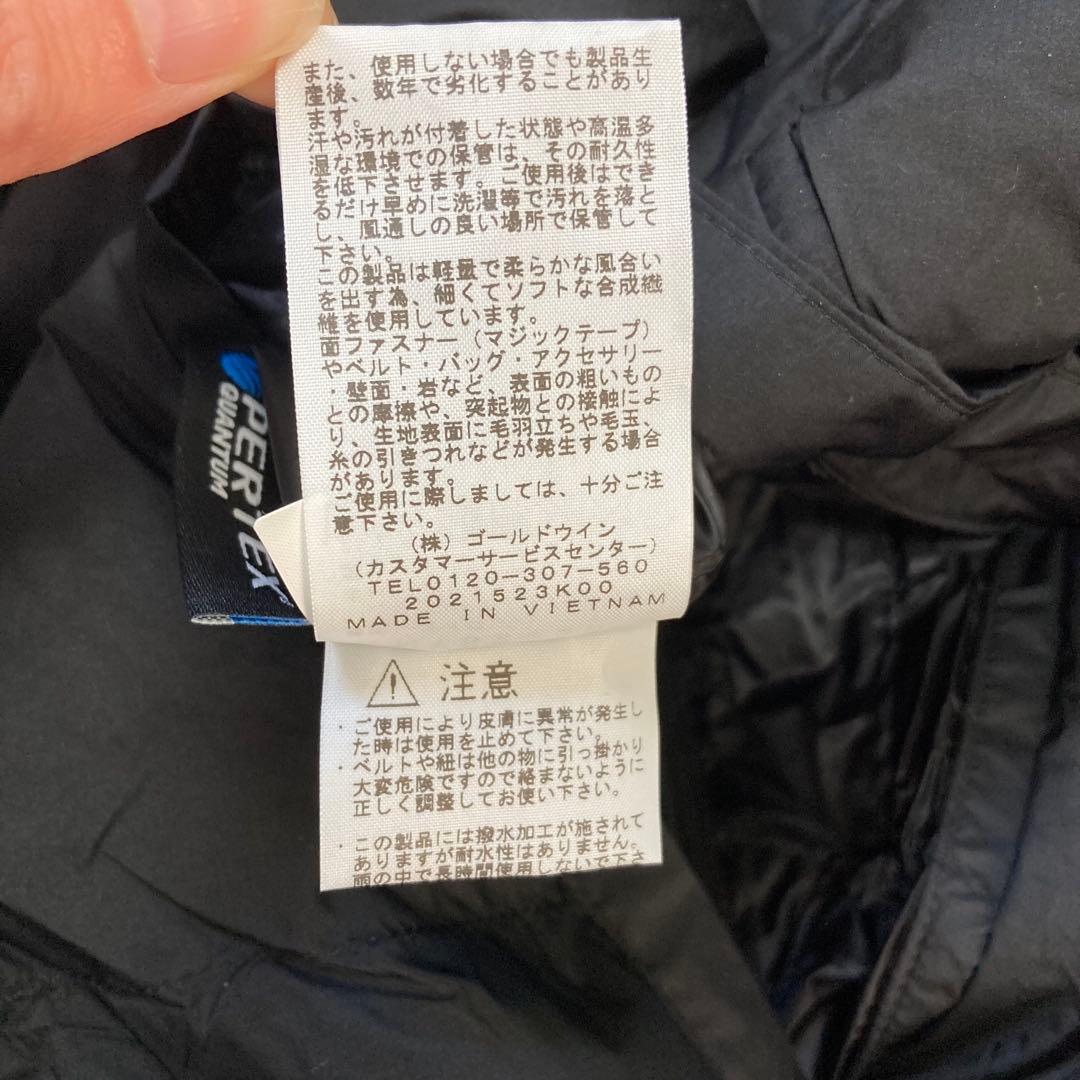 また、使用しない場合でも製品生
産後、数年で劣化することがあり
ます。
汗や汚れが付着した状態や高温多
湿な環境での保管は、その耐久性
を低下させます。ご使用後はでき
るだけ早めに洗濯等で汚れを落と
し、風通しの良い場所で保管して
下さい。
この製品は軽量で柔らかな風合い
を出す為、細くてソフトな合成繊
維を使用しています。
面ファスナー(マジックテープ)
やベルト・バッグ・アクセサリー
・壁面・岩など、表面の粗いもの
との摩擦や、突起物との接触によ
り、生地表面に毛羽立ちや毛玉、
糸の引きつれなどが発生する場合
があります。
ご使用に際しましては、十分ご注
意下さい。
(株)ゴールドウイン
(カスタマーサービスセンター)
TEL0120-307-560
2021523K00
MADE IN VIETNAM
注意
・ご使用により皮膚に異常が発生し
た時は使用を止めて下さい。
・ベルトや紐は他の物に引っ掛かり
大変危険ですので絡まないように
正しく調整してお使い下さい。
・この製品には撥水加工が施されて
ありますが耐水性はありません。
雨の中で長時間使用しないで下さ
PERTEX
QUANTUM